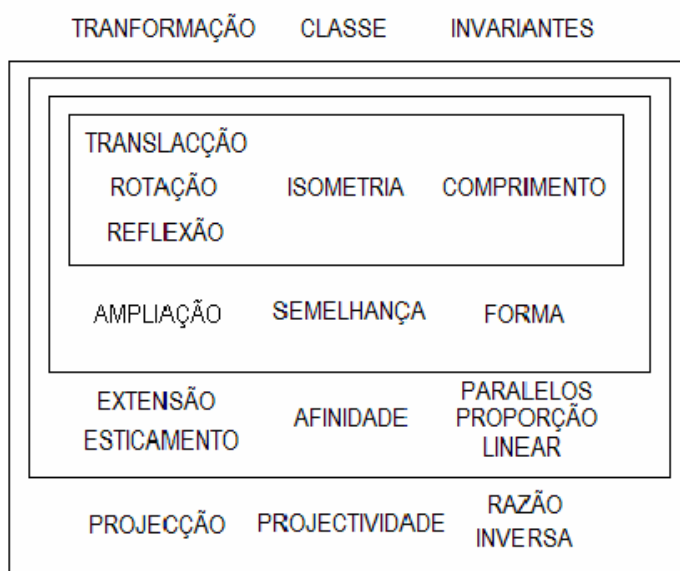 TRANFORMAÇÃO CLASSE INVARIANTES
TRANSLACÇÃO
ROTAÇÃO ISOMETRIA COMPRIMENTO
REFLEXÃO
AMPLIAÇÃO SEMELHANÇA FORMA
EXTENSÃO
ESTICAMENTO
AFINIDADE
PARALELOS
PROPORÇÃO
LINEAR
PROJECÇÃO PROJECTIVIDADE
RAZÃO
INVERSA